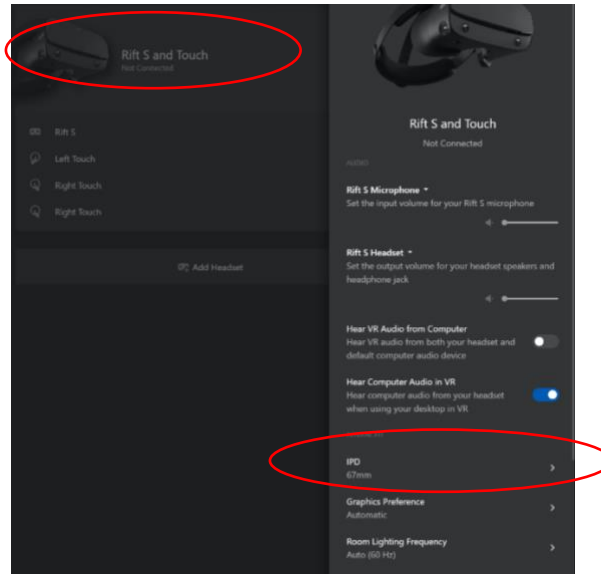 Rift S and Touch
Not Connected
Rift S
Left Touch
Right Touch
Right Touch
Add Headset
Rift S and Touch
Not Connected
AUDIO
Rift S Microphone
Set the input volume for your Rift S microphone
Rift S Headset
Set the output volume for your headset speakers and
headphone jack
Hear VR Audio from Computer
Hear VR audio from both your headset and
default computer audio device
Hear Computer Audio in VR
Hear computer audio from your headset
when using your desktop in VR
IPD
67mm
Graphics Preference
Automatic
Room Lighting Frequency
Auto (60 Hz)